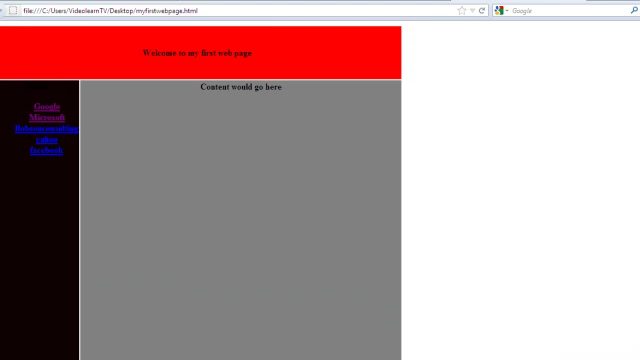 file:///C:/Users/VideolearnTV/Desktop/myfirstwebpage.html
Google
Welcome to my first web page
Content would go here
Google
Microsoft
yahoo
facebook